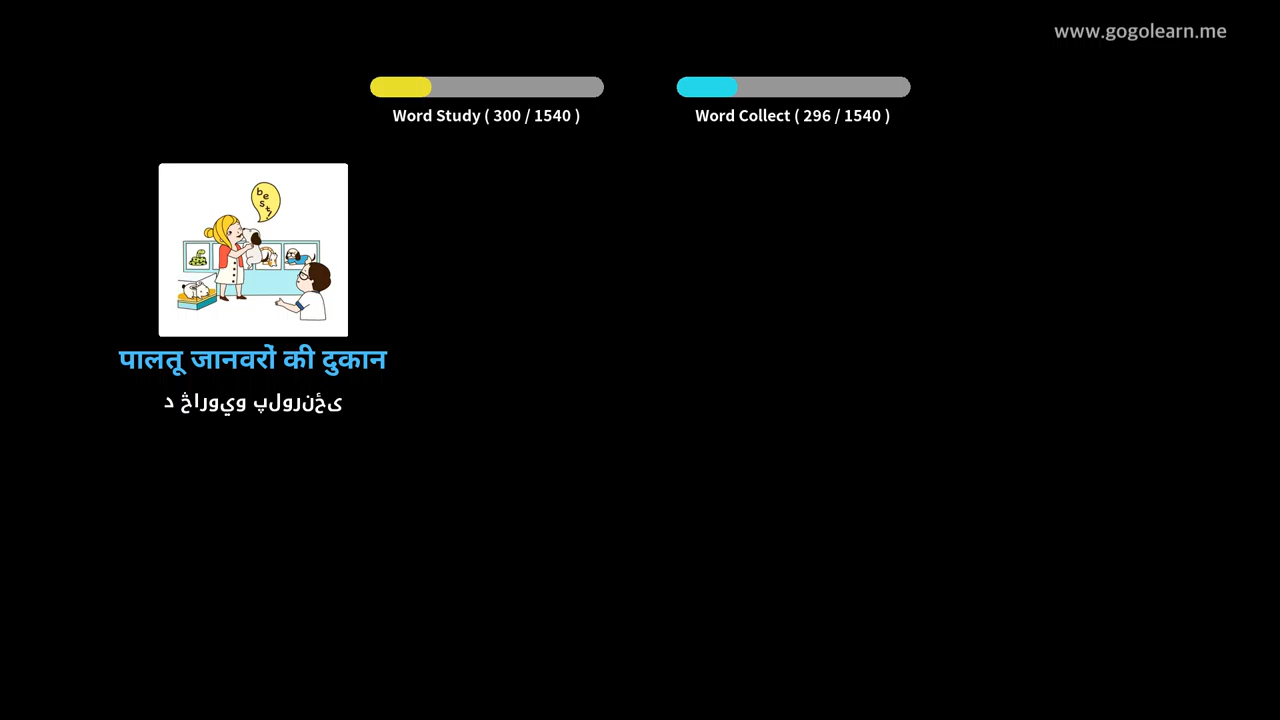 www.gogolearn.me
Word Study ( 300 / 1540 )
Word Collect ( 296 / 1540 )
best
पालतू जानवरों की दुकान
د څارويو پلورنځی